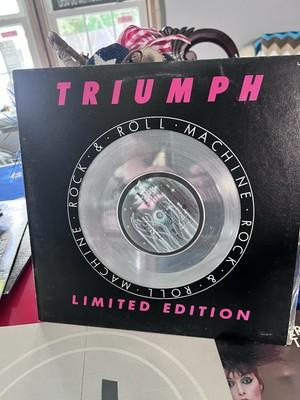 TRIUMPH
ROCK & ROLL · MACHINE · ROCK & ROLL · MACHINE ·
LIMITED EDITION